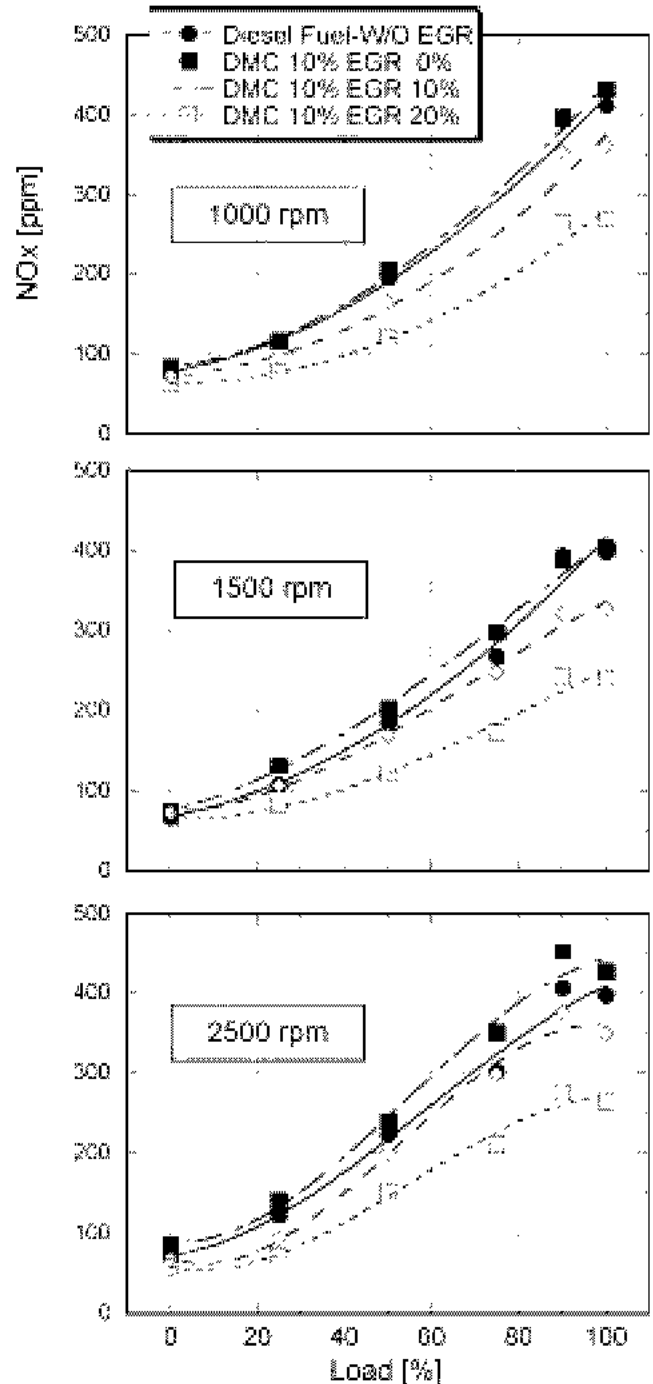 500
Diesel Fuel-W/O EGR
DMC 10% EGR 0%
DMC 10% EGR 10%
DMC 10% EGR 20%
400
300
1000 rpm
NOx [ppm]
200
100
0
500
400
1500 rpm
300
200
100
0
500
400
2500 rpm
300
200
100
0
0 20 40 60 80 100
Load [%]